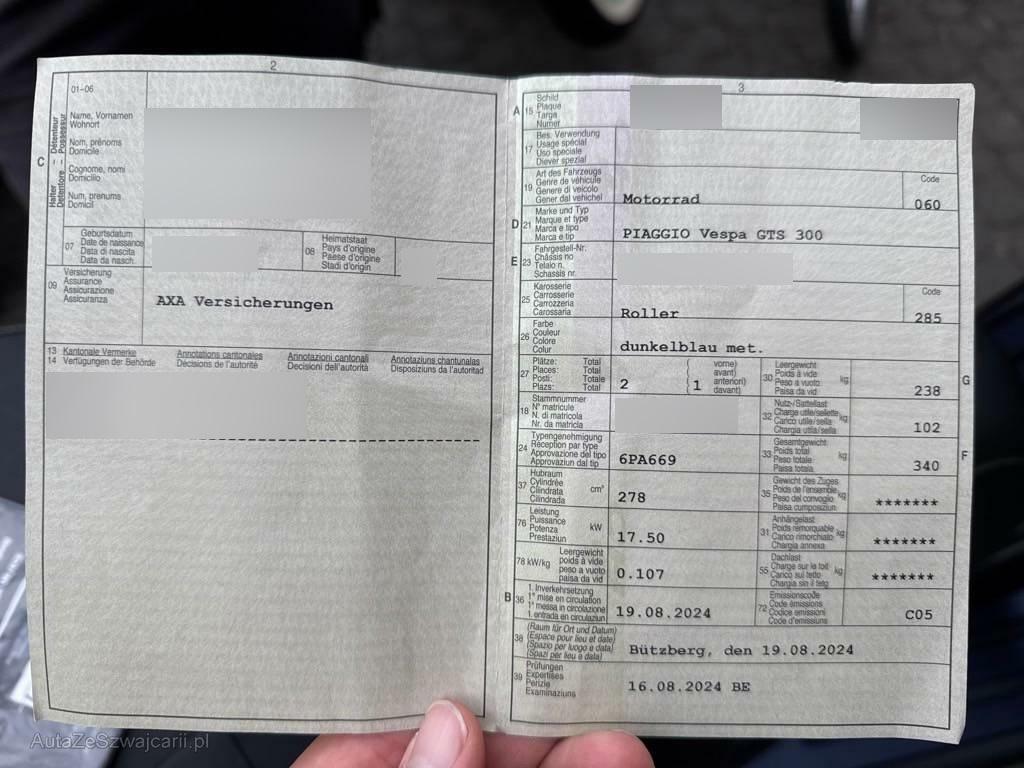 2
01-06
Name, Vornamen
Wohnort
Nom, prénoms
Domicile
Cognome, nomi
Domicilio
Num, prenums
Domicil
C
Halter – Détenteur
Detentore – Possessur
07
Geburtsdatum
Date de naissance
Data di nascita
Data da nasch.
08
Heimatstaat
Pays d'origine
Paese d'origine
Stadi d'origin
09
Versicherung
Assurance
Assicurazione
Assicuranza
AXA Versicherungen
13 Kantonale Vermerke Annotations cantonales Annotazioni cantonali Annotaziuns chantunalas
14 Verfügungen der Behörde Décisions de l'autorité Decisioni dell'autorità Disposiziuns da l'autoritad
3
A 15
Schild
Plaque
Targa
Numer
17
Bes. Verwendung
Usage spécial
Uso speciale
Diever spezial
19
Art des Fahrzeugs
Genre de véhicule
Genere di veicolo
Gener dal vehichel
Motorrad
Code
060
D 21
Marke und Typ
Marque et type
Marca e tipo
Marca e tip
PIAGGIO Vespa GTS 300
E 23
Fahrgestell-Nr.
Châssis no
Telaio n.
Schassis nr.
25
Karosserie
Carrosserie
Carrozzeria
Carossaria
Roller
Code
285
26
Farbe
Couleur
Colore
Colur
dunkelblau met.
27
Plätze: Total
Places: Total
Posti: Totale
Plazs: Total
2
vorne)
avant)
anteriori)
davant)
1
30
Leergewicht
Poids à vide
Peso a vuoto
Paisa da vid
kg
238
G
18
Stammnummer
N° matricule
N. di matricola
Nr. da matricla
32
Nutz-/Sattellast
Charge utile/sellette
Carico utile/sella
Chargia utila/sella
kg
102
24
Typengenehmigung
Réception par type
Approvazione del tipo
Approvaziun dal tip
6PA669
33
Gesamtgewicht
Poids total
Peso totale
Paisa totala
kg
340
F
37
Hubraum
Cylindrée
Cilindrata
Cilindrada
cm³
278
35
Gewicht des Zuges
Poids de l'ensemble
Peso del convoglio
Paisa cumposiziun
kg
*******
76
Leistung
Puissance
Potenza
Prestaziun
kW
17.50
31
Anhängelast
Poids remorquable
Carico rimorchiato
Chargia annexa
kg
*******
78 kW/kg
Leergewicht
poids à vide
peso a vuoto
paisa da vid
0.107
55
Dachlast
Charge sur le toit
Carico sul tetto
Chargia sin il tetg
kg
*******
B 36
1. Inverkehrsetzung
1re mise en circulation
1a messa in circolazione
1. entrada en circulaziun
19.08.2024
72
Emissionscode
Code émissions
Codice emissioni
Code d'emissiuns
C05
38
(Raum für Ort und Datum)
(Espace pour lieu et date)
(Spazio per luogo e data)
(Spazi per lieu e data)
Bützberg, den 19.08.2024
39
Prüfungen
Expertises
Perizie
Examinaziuns
16.08.2024 BE
AutaZeSzwajcarii.pl